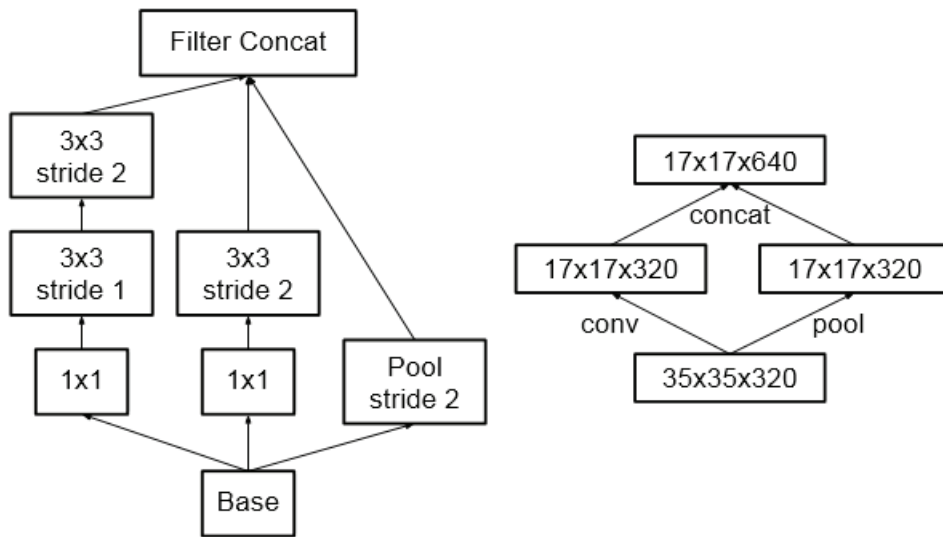 Filter Concat
3x3
stride 2
3x3
stride 1
3x3
stride 2
1x1
1x1
Pool
stride 2
Base
17x17x640
concat
17x17x320
17x17x320
conv
pool
35x35x320